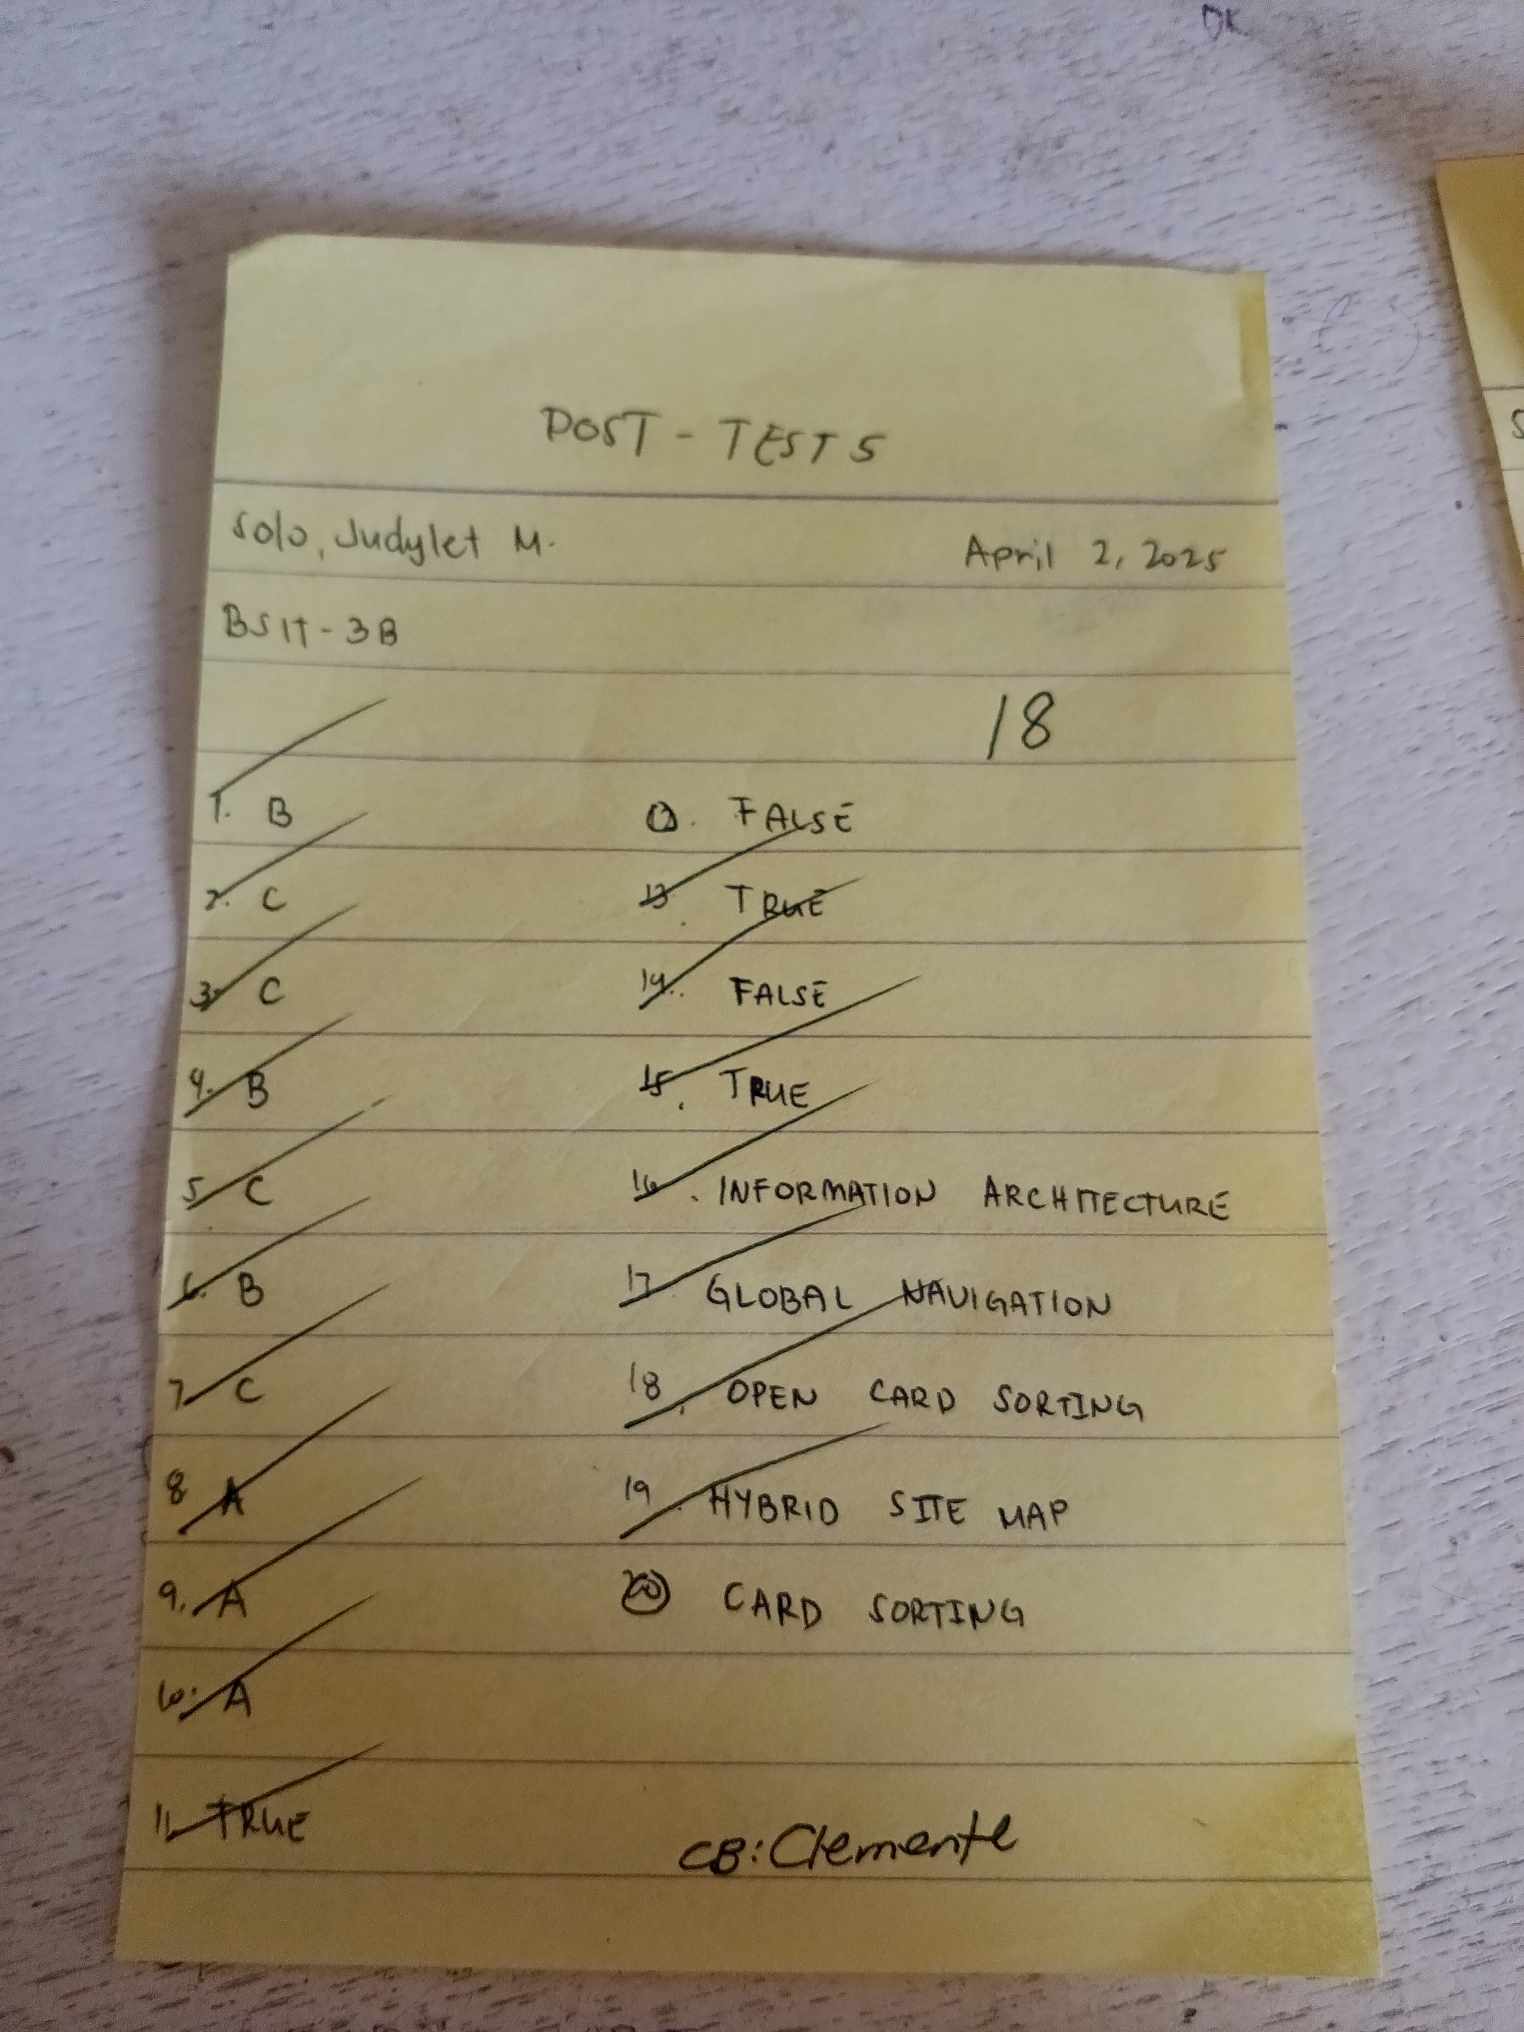 DK
POST - TEST 5
Solo, Judylet M.
April 2, 2025
BSIT - 3B
18
1. B
2. C
3. C
4. B
5. C
6. B
7. C
8 A
9. A
10. A
11. TRUE
12. FALSE
13. TRUE
14. FALSE
15. TRUE
16. INFORMATION ARCHITECTURE
17. GLOBAL NAVIGATION
18. OPEN CARD SORTING
19. HYBRID SITE MAP
20 CARD SORTING
CB: Clemente
S